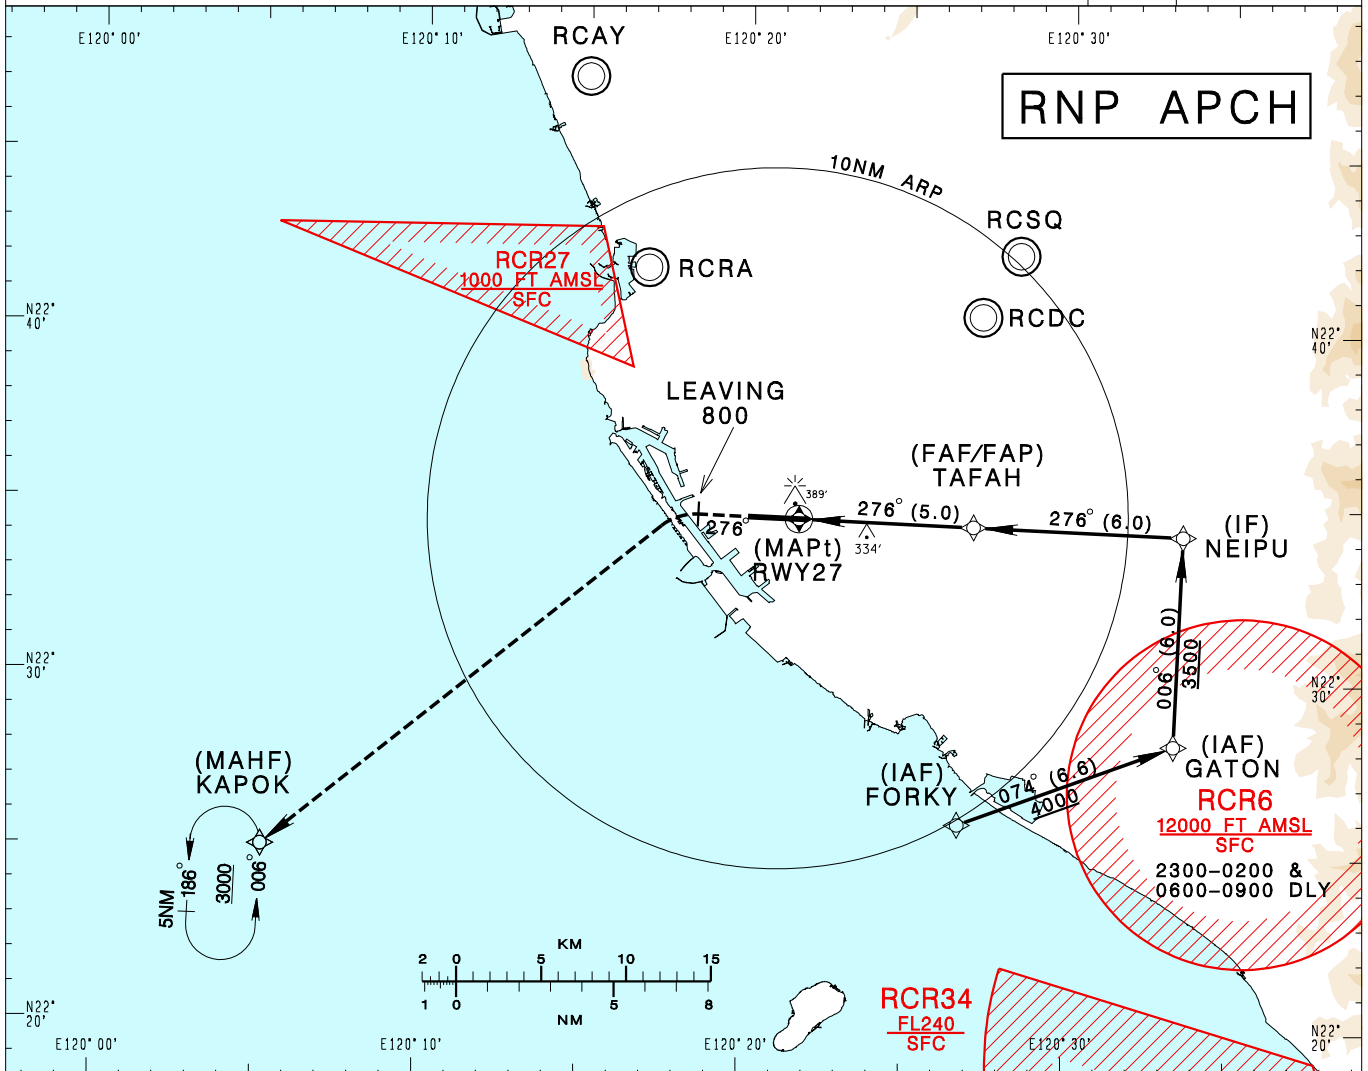 E120° 00'
E120° 10'
E120° 20'
E120° 30'
RCAY
RNP APCH
10NM ARP
RCSQ
RCR27
1000 FT AMSL
SFC
RCRA
RCDC
N22°
40'
N22°
40'
LEAVING
800
(FAF/FAP)
TAFAH
389'
276° (5.0)
276° (6.0)
276°
334'
(MAPt)
RWY27
(IF)
NEIPU
006° (6.0)
3500
N22°
30'
N22°
30'
(MAHF)
KAPOK
(IAF)
FORKY
074° (6.6)
4000
(IAF)
GATON
RCR6
12000 FT AMSL
SFC
2300-0200 &
0600-0900 DLY
186°
3000
006°
5NM
KM
2 0 5 10 15
1 0 5 8
NM
RCR34
FL240
SFC
N22°
20'
N22°
20'
E120° 00'
E120° 10'
E120° 20'
E120° 30'